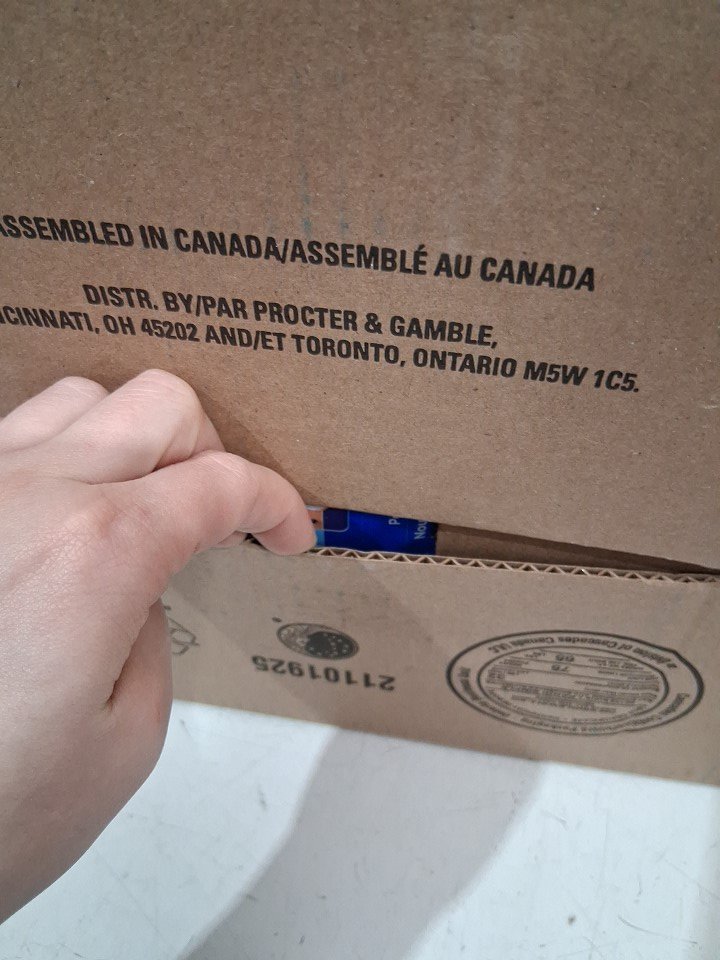 ASSEMBLED IN CANADA/ASSEMBLÉ AU CANADA
DISTR. BY/PAR PROCTER & GAMBLE,
CINCINNATI, OH 45202 AND/ET TORONTO, ONTARIO M5W 1C5.
21101925